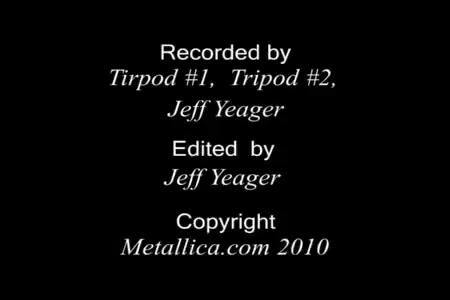 Recorded by
Tirpod #1, Tripod #2,
Jeff Yeager
Edited by
Jeff Yeager
Copyright
Metallica.com 2010